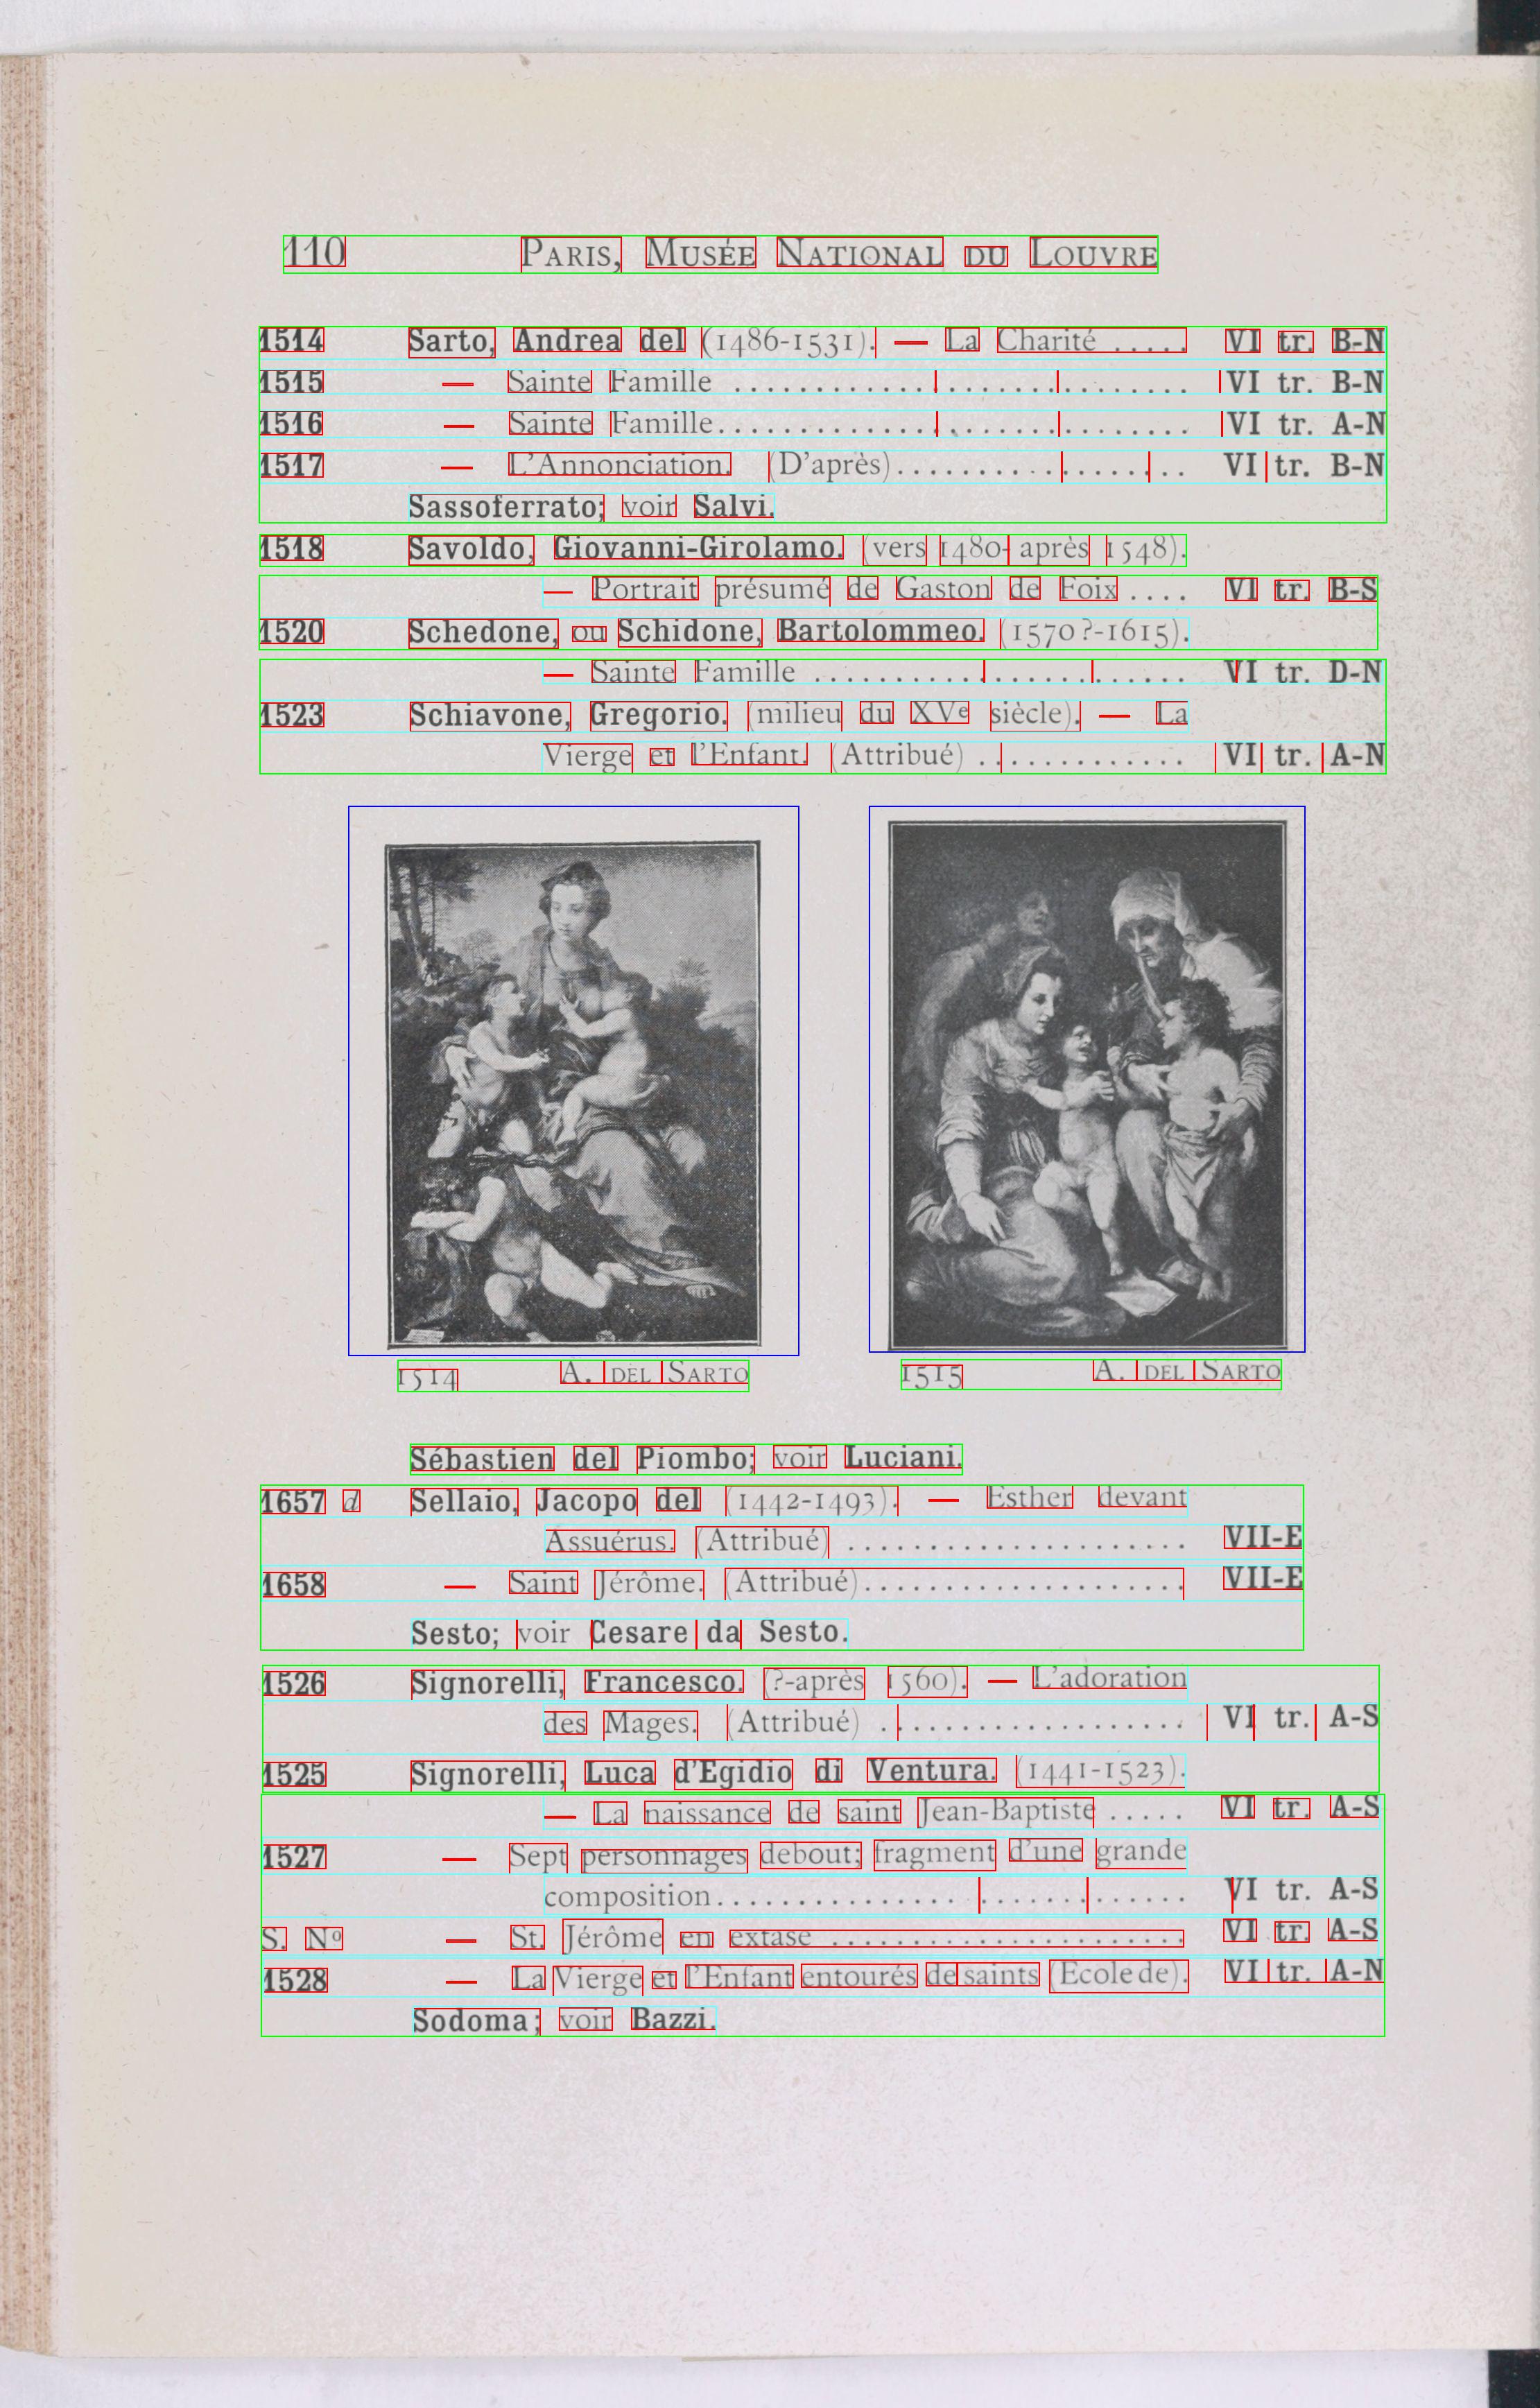 110 PARIS, MUSÉE NATIONAL DU LOUVRE
1514 Sarto, Andrea del (1486-1531). — La Charité ..... VI tr. B-N
1515 — Sainte Famille ........................ VI tr. B-N
1516 — Sainte Famille......................... VI tr. A-N
1517 — L'Annonciation. (D'après)............... VI tr. B-N
Sassoferrato; voir Salvi.
1518 Savoldo, Giovanni-Girolamo. (vers 1480- après 1548).
— Portrait présumé de Gaston de Foix .... VI tr. B-S
1520 Schedone, ou Schidone, Bartolommeo. (1570?-1615).
— Sainte Famille ................... VI tr. D-N
1523 Schiavone, Gregorio. (milieu du XVe siècle). — La
Vierge et l'Enfant. (Attribué) ............ VI tr. A-N
1514 A. DEL SARTO
1515 A. DEL SARTO
Sébastien del Piombo; voir Luciani.
1657 d Sellaio, Jacopo del (1442-1493). — Esther devant
Assuérus. (Attribué) ..................... VII-E
1658 — Saint Jérôme. (Attribué).................... VII-E
Sesto; voir Cesare da Sesto.
1526 Signorelli, Francesco. (?-après 1560). — L'adoration
des Mages. (Attribué) ................... VI tr. A-S
1525 Signorelli, Luca d'Egidio di Ventura. (1441-1523).
— La naissance de saint Jean-Baptiste ..... VI tr. A-S
1527 — Sept personnages debout; fragment d'une grande
composition............................. VI tr. A-S
S. Nº — St. Jérôme en extase ...................... VI tr. A-S
1528 — La Vierge et l'Enfant entourés de saints (Ecole de). VI tr. A-N
Sodoma; voir Bazzi.